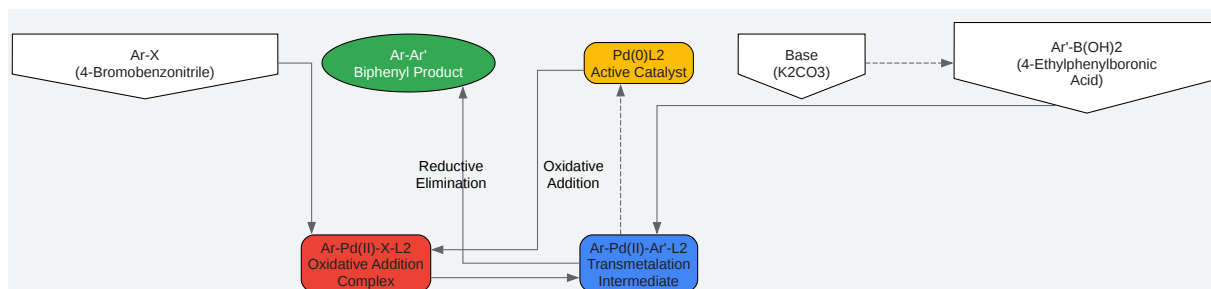 Ar-X
(4-Bromobenzonitrile)
Ar-Ar'
Biphenyl Product
Pd(0)L2
Active Catalyst
Base
(K2CO3)
Ar'-B(OH)2
(4-Ethylphenylboronic
Acid)
Reductive
Elimination
Oxidative
Addition
Ar-Pd(II)-X-L2
Oxidative Addition
Complex
Ar-Pd(II)-Ar'-L2
Transmetalation
Intermediate